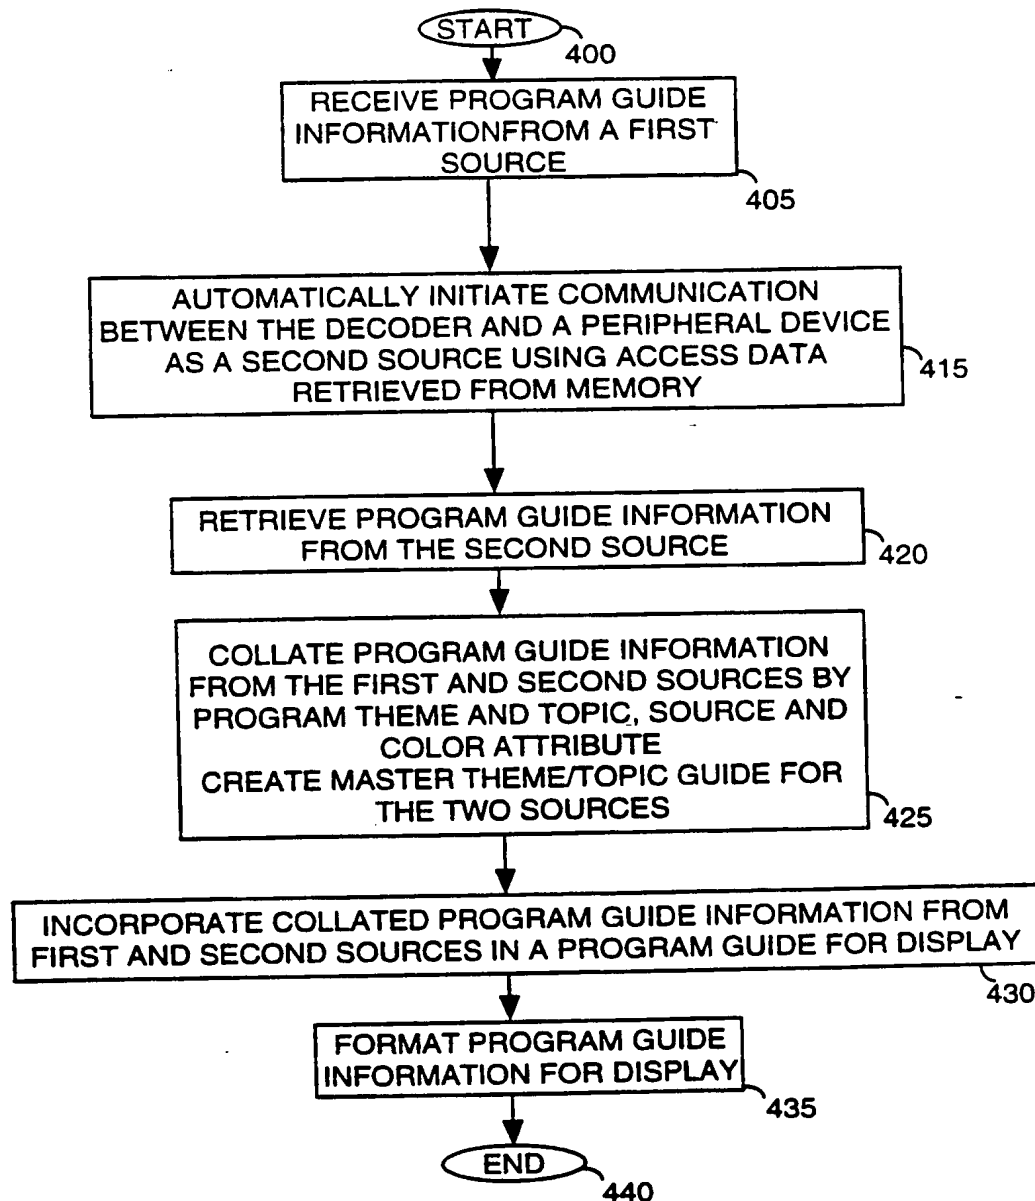 START
400
RECEIVE PROGRAM GUIDE
INFORMATIONFROM A FIRST
SOURCE
405
AUTOMATICALLY INITIATE COMMUNICATION
BETWEEN THE DECODER AND A PERIPHERAL DEVICE
AS A SECOND SOURCE USING ACCESS DATA
RETRIEVED FROM MEMORY
415
RETRIEVE PROGRAM GUIDE INFORMATION
FROM THE SECOND SOURCE
420
COLLATE PROGRAM GUIDE INFORMATION
FROM THE FIRST AND SECOND SOURCES BY
PROGRAM THEME AND TOPIC, SOURCE AND
COLOR ATTRIBUTE
CREATE MASTER THEME/TOPIC GUIDE FOR
THE TWO SOURCES
425
INCORPORATE COLLATED PROGRAM GUIDE INFORMATION FROM
FIRST AND SECOND SOURCES IN A PROGRAM GUIDE FOR DISPLAY
430
FORMAT PROGRAM GUIDE
INFORMATION FOR DISPLAY
435
END
440